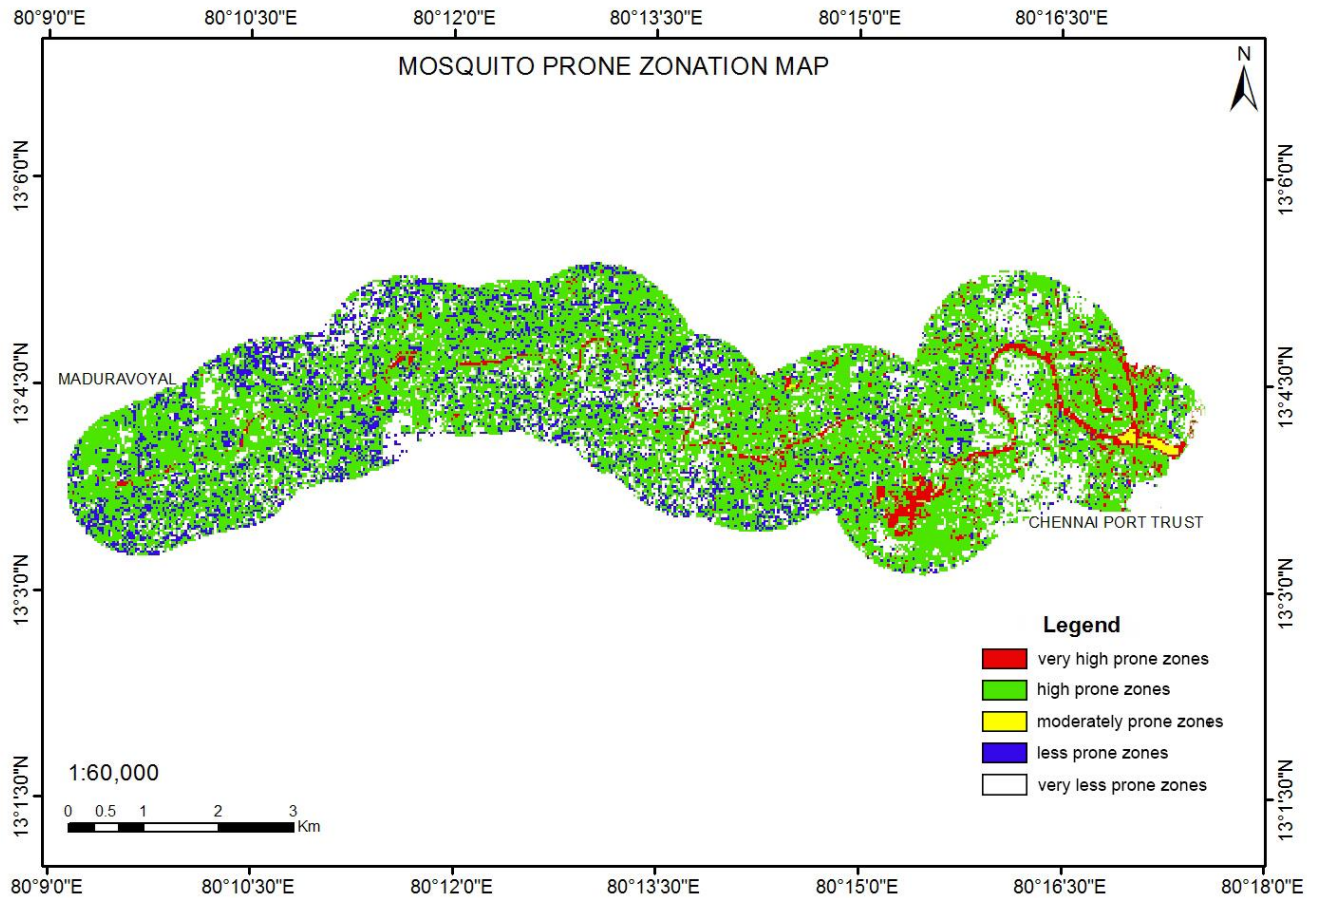 80°9'0"E 80°10'30"E 80°12'0"E 80°13'30"E 80°15'0"E 80°16'30"E
MOSQUITO PRONE ZONATION MAP
N
13°6'0"N
13°6'0"N
13°4'30"N
13°4'30"N
MADURAVOYAL
CHENNAI PORT TRUST
13°3'0"N
13°3'0"N
Legend
very high prone zones
high prone zones
moderately prone zones
less prone zones
very less prone zones
1:60,000
0 0.5 1 2 3
Km
13°1'30"N
13°1'30"N
80°9'0"E 80°10'30"E 80°12'0"E 80°13'30"E 80°15'0"E 80°16'30"E 80°18'0"E